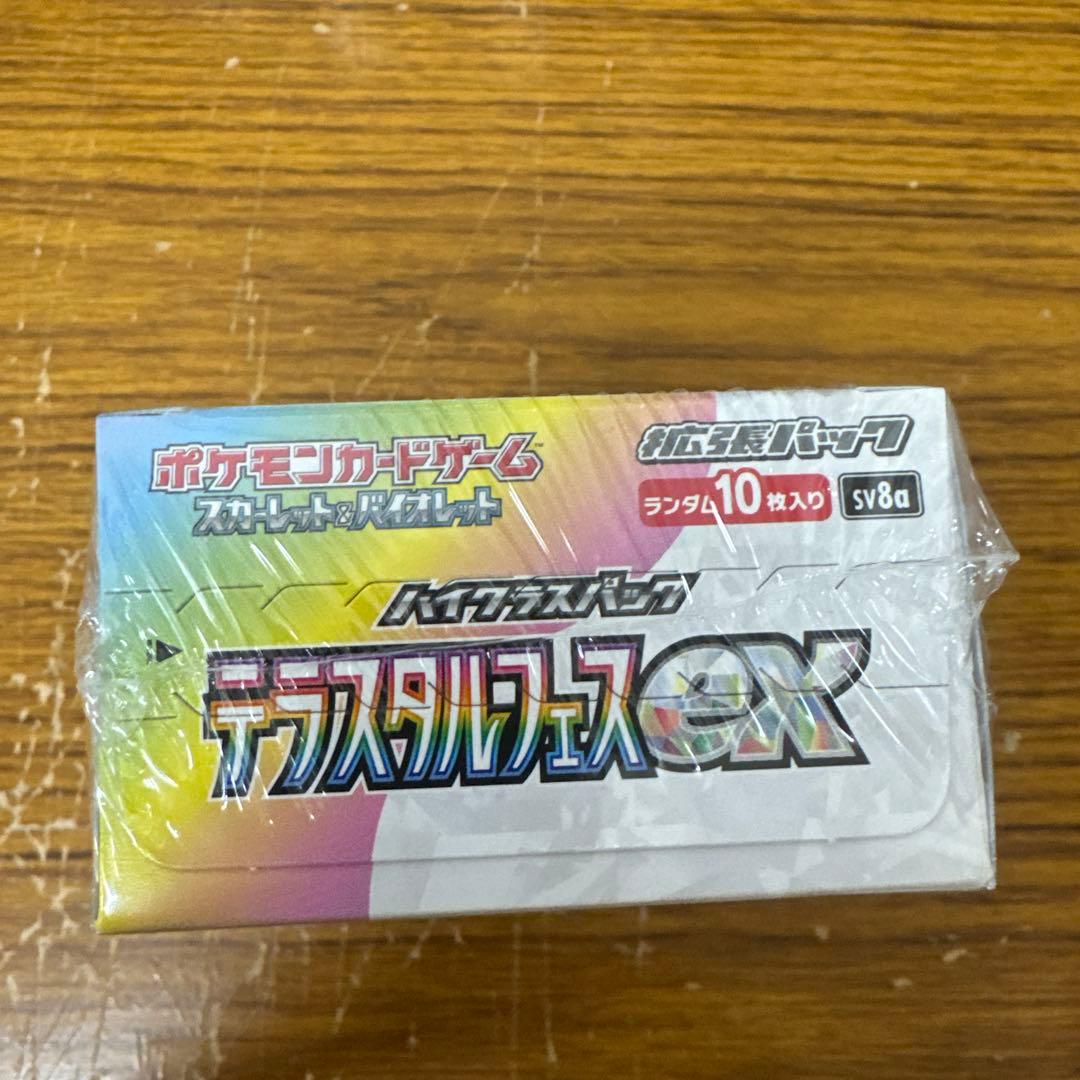 ポケモンカードゲーム™
スカーレット&バイオレット
拡張パック
ランダム10枚入り
sv8a
ハイクラスパック
テラスタルフェスex